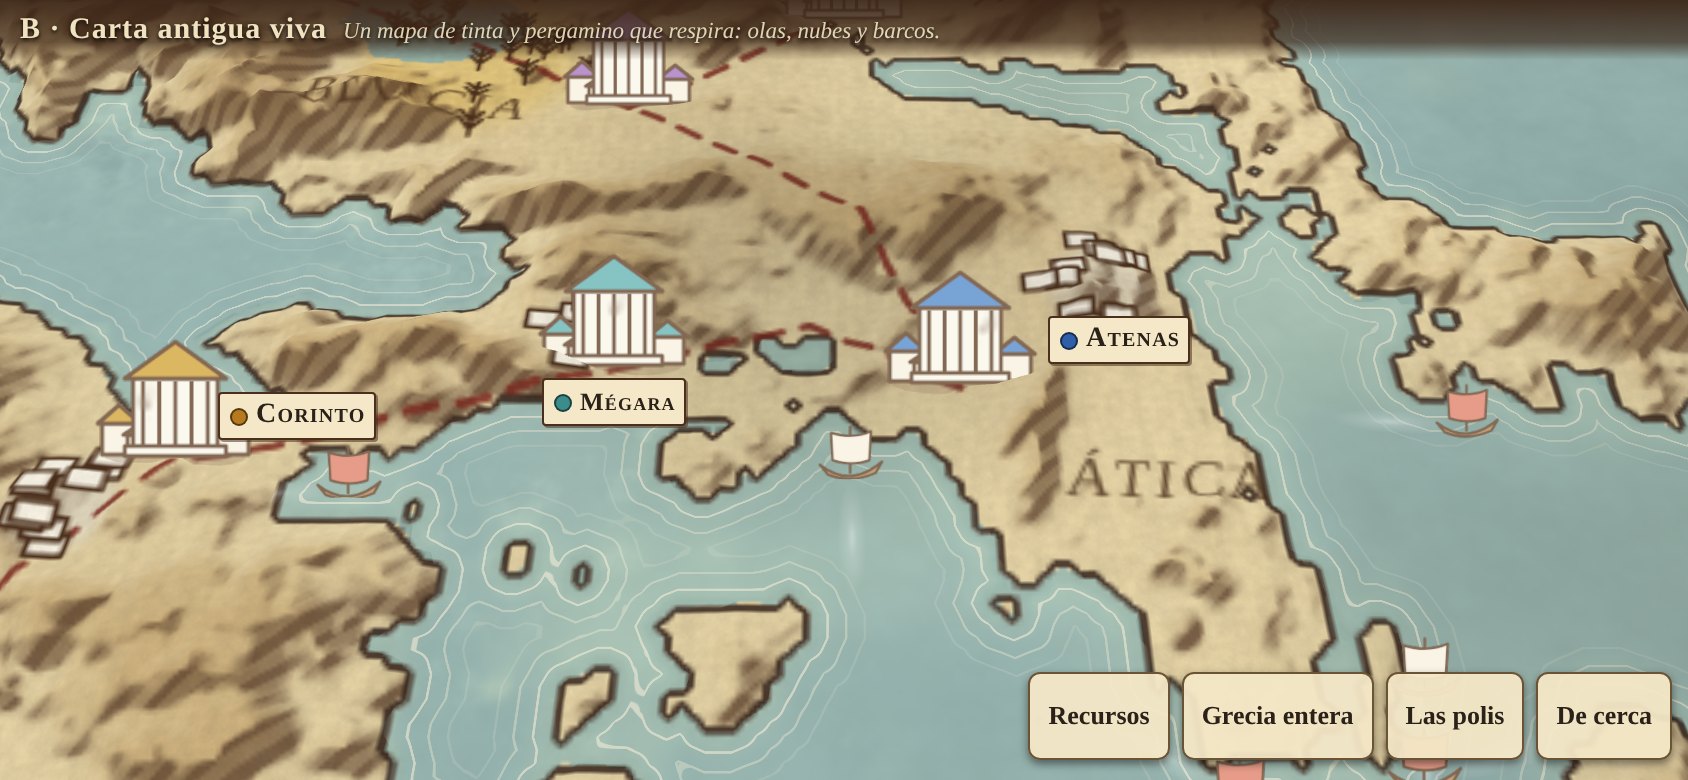 B · Carta antigua viva Un mapa de tinta y pergamino que respira: olas, nubes y barcos.
ATENAS
CORINTO
MÉGARA
ÁTICA
Recursos
Grecia entera
Las polis
De cerca